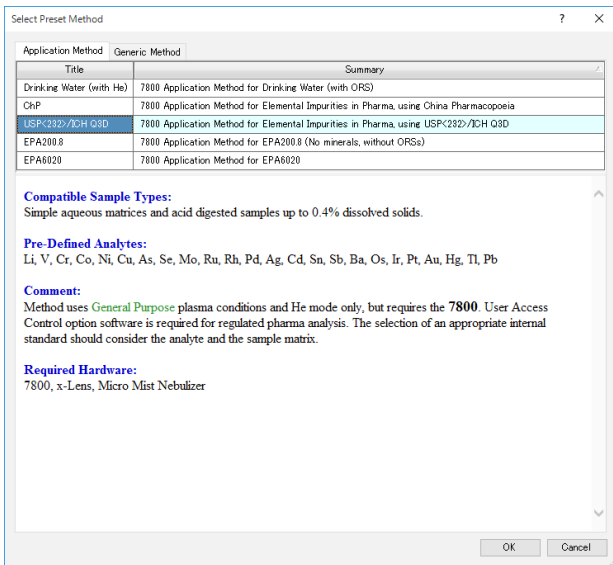 Select Preset Method
Application Method Generic Method
Title Summary
Drinking Water (with He) 7800 Application Method for Drinking Water (with ORS)
ChP 7800 Application Method for Elemental Impurities in Pharma, using China Pharmacopoeia
USP<232>/ICH Q3D 7800 Application Method for Elemental Impurities in Pharma, using USP<232>/ICH Q3D
EPA200.8 7800 Application Method for EPA200.8 (No minerals, without ORSs)
EPA6020 7800 Application Method for EPA6020
Compatible Sample Types:
Simple aqueous matrices and acid digested samples up to 0.4% dissolved solids.
Pre-Defined Analytes:
Li, V, Cr, Co, Ni, Cu, As, Se, Mo, Ru, Rh, Pd, Ag, Cd, Sn, Sb, Ba, Os, Ir, Pt, Au, Hg, Tl, Pb
Comment:
Method uses General Purpose plasma conditions and He mode only, but requires the 7800. User Access
Control option software is required for regulated pharma analysis. The selection of an appropriate internal
standard should consider the analyte and the sample matrix.
Required Hardware:
7800, x-Lens, Micro Mist Nebulizer
OK Cancel